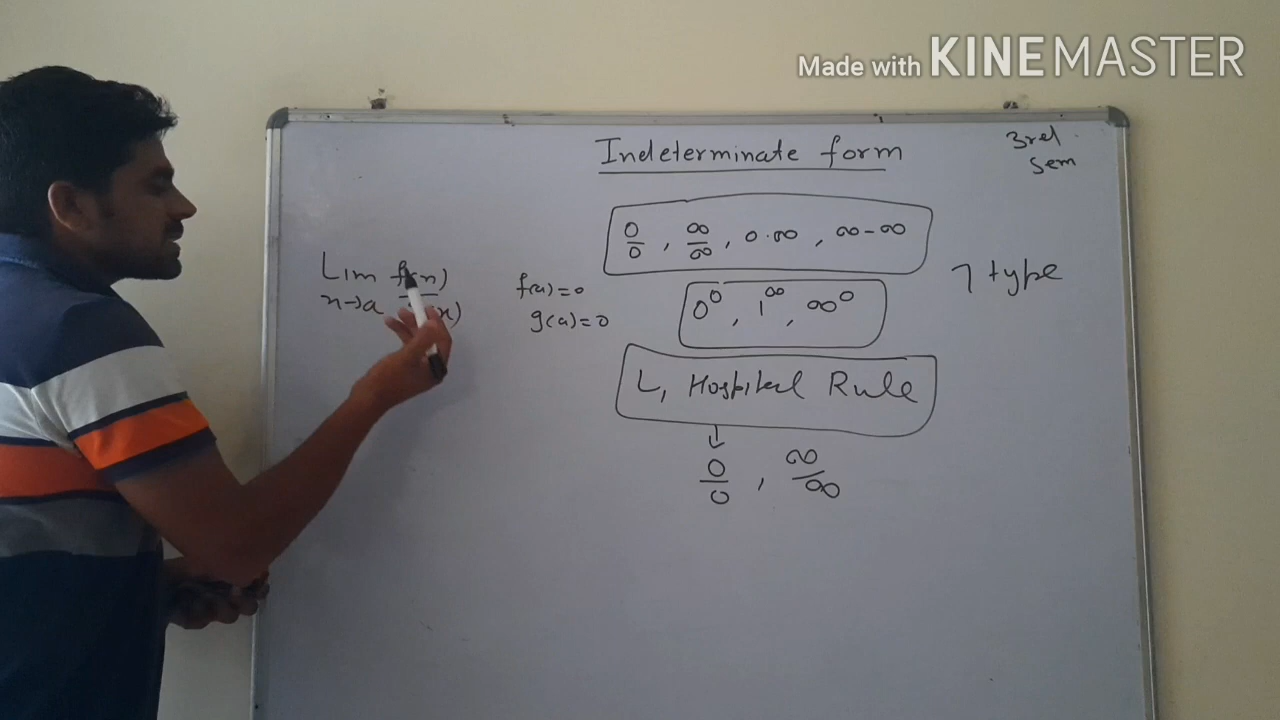 Made with KINEMASTER
Indeterminate form
3rd sem
0/0, ∞/∞, 0·∞, ∞-∞
7 type
0⁰, 1^∞, ∞⁰
Lim x→a f(x)/g(x)
f(a)=0
g(a)=0
L, Hospital Rule
↓
0/0, ∞/∞